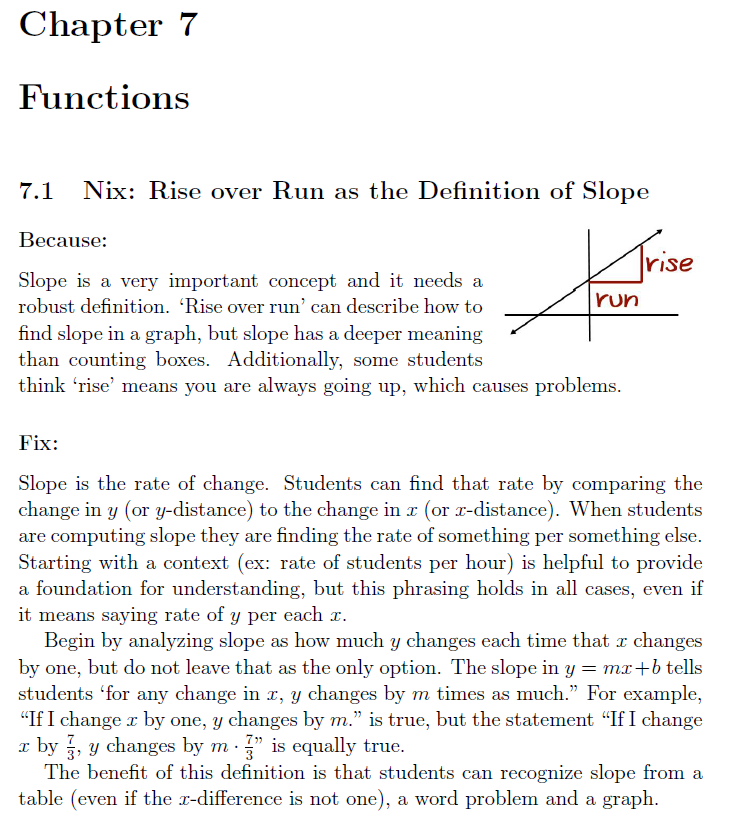 Chapter 7
Functions
7.1 Nix: Rise over Run as the Definition of Slope
Because:
Slope is a very important concept and it needs a
robust definition. ‘Rise over run’ can describe how to
find slope in a graph, but slope has a deeper meaning
than counting boxes. Additionally, some students
think ‘rise’ means you are always going up, which causes problems.
rise
run
Fix:
Slope is the rate of change. Students can find that rate by comparing the
change in y (or y-distance) to the change in x (or x-distance). When students
are computing slope they are finding the rate of something per something else.
Starting with a context (ex: rate of students per hour) is helpful to provide
a foundation for understanding, but this phrasing holds in all cases, even if
it means saying rate of y per each x.
Begin by analyzing slope as how much y changes each time that x changes
by one, but do not leave that as the only option. The slope in y = mx+b tells
students ‘for any change in x, y changes by m times as much.” For example,
“If I change x by one, y changes by m.” is true, but the statement “If I change
x by 7/3, y changes by m · 7/3” is equally true.
The benefit of this definition is that students can recognize slope from a
table (even if the x-difference is not one), a word problem and a graph.